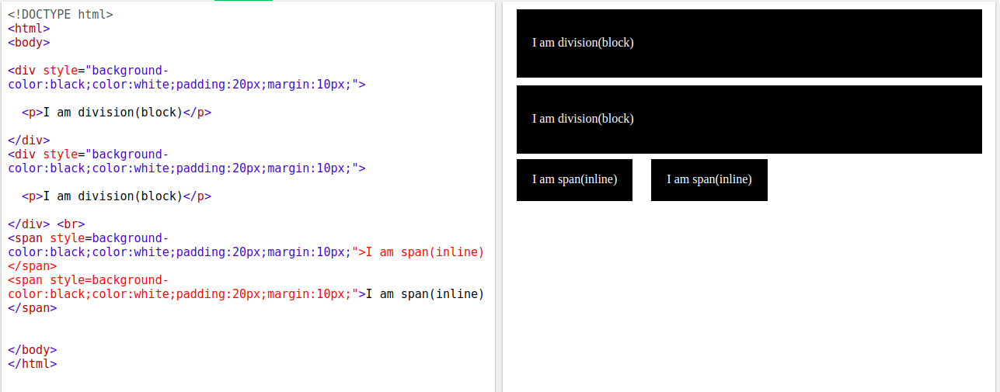 <!DOCTYPE html>
<html>
<body>
<div style="background-
color:black;color:white;padding:20px;margin:10px;">
<p>I am division(block)</p>
</div>
<div style="background-
color:black;color:white;padding:20px;margin:10px;">
<p>I am division(block)</p>
</div> <br>
<span style=background-
color:black;color:white;padding:20px;margin:10px;">I am span(inline)
</span>
<span style=background-
color:black;color:white;padding:20px;margin:10px;">I am span(inline)
</span>
</body>
</html>
I am division(block)
I am division(block)
I am span(inline) I am span(inline)